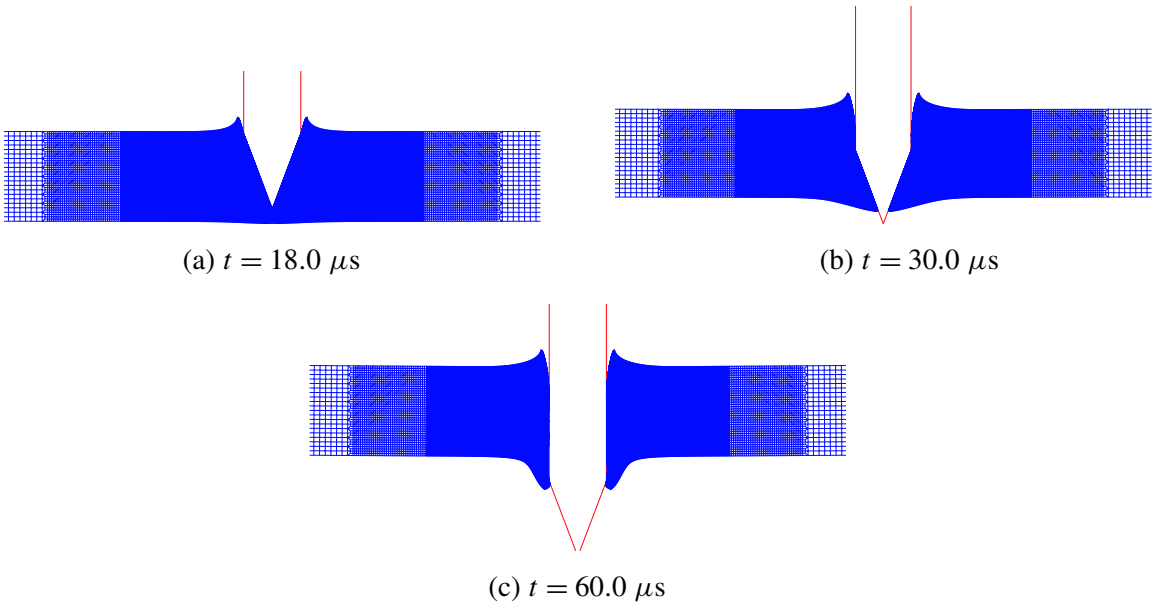 (a) t = 18.0 μs
(b) t = 30.0 μs
(c) t = 60.0 μs